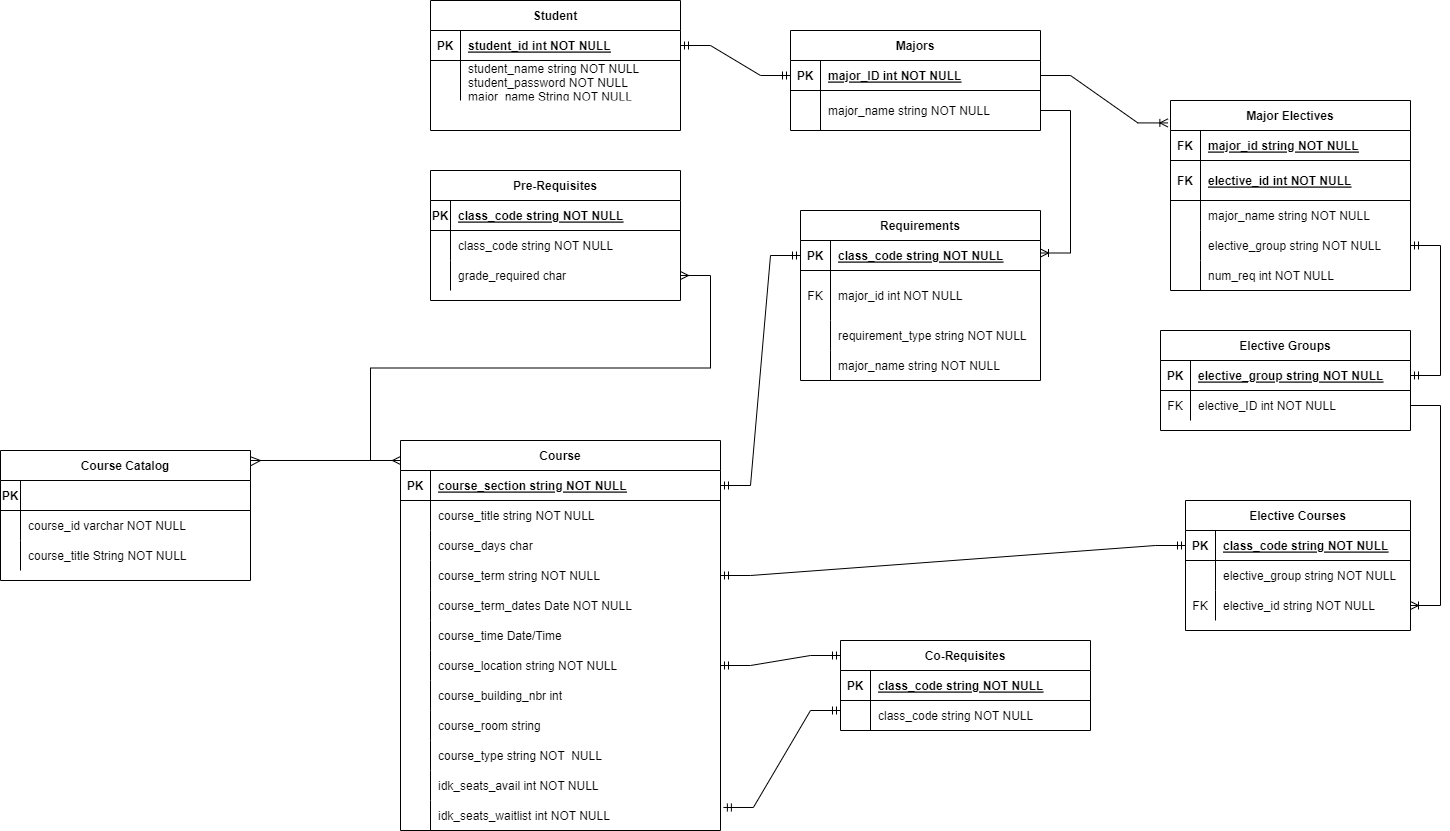 Student
PK student_id int NOT NULL
student_name string NOT NULL
student_password NOT NULL
major_name String NOT NULL
Majors
PK major_ID int NOT NULL
major_name string NOT NULL
Major Electives
FK major_id string NOT NULL
FK elective_id int NOT NULL
major_name string NOT NULL
elective_group string NOT NULL
num_req int NOT NULL
Pre-Requisites
PK class_code string NOT NULL
class_code string NOT NULL
grade_required char
Requirements
PK class_code string NOT NULL
FK major_id int NOT NULL
requirement_type string NOT NULL
major_name string NOT NULL
Elective Groups
PK elective_group string NOT NULL
FK elective_ID int NOT NULL
Course Catalog
PK
course_id varchar NOT NULL
course_title String NOT NULL
Course
PK course_section string NOT NULL
course_title string NOT NULL
course_days char
course_term string NOT NULL
course_term_dates Date NOT NULL
course_time Date/Time
course_location string NOT NULL
course_building_nbr int
course_room string
course_type string NOT  NULL
idk_seats_avail int NOT NULL
idk_seats_waitlist int NOT NULL
Elective Courses
PK class_code string NOT NULL
elective_group string NOT NULL
FK elective_id string NOT NULL
Co-Requisites
PK class_code string NOT NULL
class_code string NOT NULL